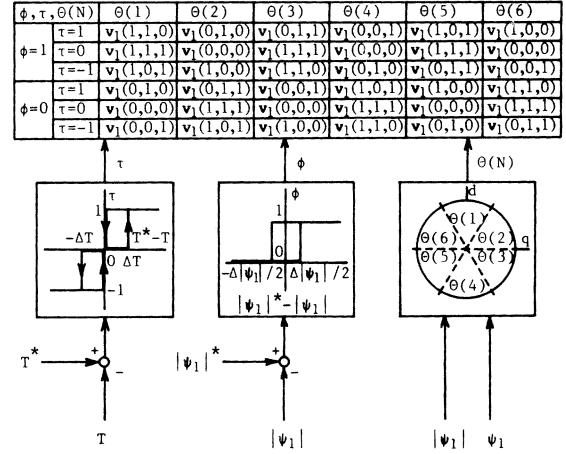 ϕ,τ,Θ(N) Θ(1) Θ(2) Θ(3) Θ(4) Θ(5) Θ(6)
ϕ=1 τ=1 v₁(1,1,0) v₁(0,1,0) v₁(0,1,1) v₁(0,0,1) v₁(1,0,1) v₁(1,0,0)
τ=0 v₁(1,1,1) v₁(0,0,0) v₁(1,1,1) v₁(0,0,0) v₁(1,1,1) v₁(0,0,0)
τ=-1 v₁(1,0,1) v₁(1,0,0) v₁(1,1,0) v₁(0,1,0) v₁(0,1,1) v₁(0,0,1)
ϕ=0 τ=1 v₁(0,1,0) v₁(0,1,1) v₁(0,0,1) v₁(1,0,1) v₁(1,0,0) v₁(1,1,0)
τ=0 v₁(0,0,0) v₁(1,1,1) v₁(0,0,0) v₁(1,1,1) v₁(0,0,0) v₁(1,1,1)
τ=-1 v₁(0,0,1) v₁(1,0,1) v₁(1,0,0) v₁(1,1,0) v₁(0,1,0) v₁(0,1,1)
τ ϕ Θ(N)
τ ϕ d
1 1 Θ(1)
-ΔT T*-T Θ(6) Θ(2) q
0 ΔT 0 Θ(5) Θ(3)
-Δ|ψ₁|/2 Δ|ψ₁|/2 Θ(4)
-1 |ψ₁|*-|ψ₁|
T* + |ψ₁|* +
- -
T |ψ₁| |ψ₁| ψ₁